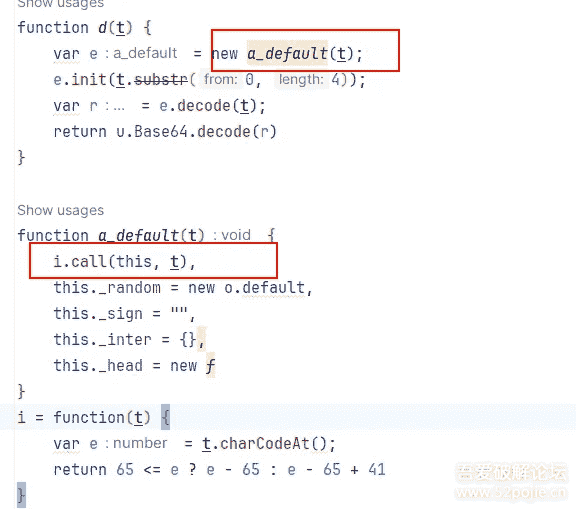 Show usages
function d(t) {
var e : a_default = new a_default(t);
e.init(t.substr( from: 0, length: 4));
var r : ... = e.decode(t);
return u.Base64.decode(r)
}
Show usages
function a_default(t) : void {
i.call(this, t),
this._random = new o.default,
this._sign = "",
this._inter = {},
this._head = new f
}
i = function(t) {
var e : number = t.charCodeAt();
return 65 <= e ? e - 65 : e - 65 + 41
}
吾爱破解论坛
www.52pojie.cn